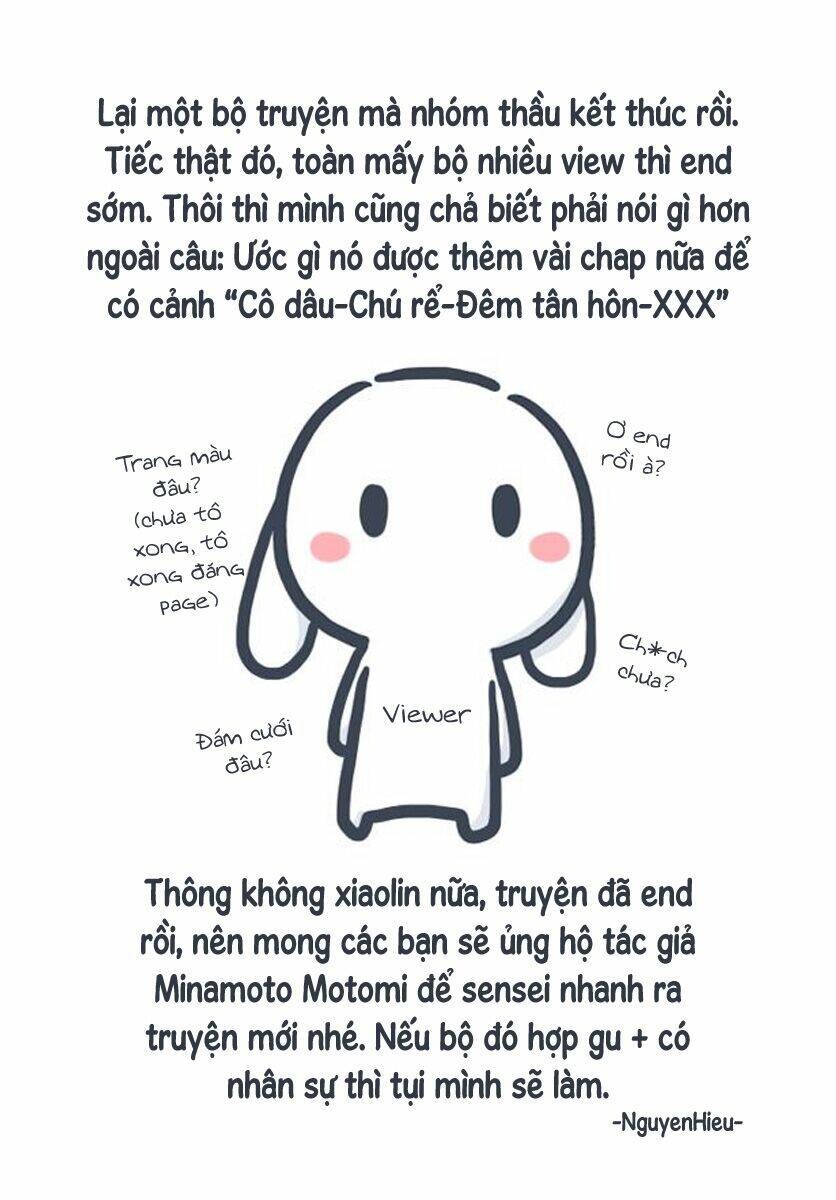 Lại một bộ truyện mà nhóm thầu kết thúc rồi.
Tiếc thật đó, toàn mấy bộ nhiều view thì end
sớm. Thôi thì mình cũng chả biết phải nói gì hơn
ngoài câu: Ước gì nó được thêm vài chap nữa để
có cảnh “Cô dâu-Chú rể-Đêm tân hôn-XXX”
Trang màu
đâu?
(chưa tô
xong, tô
xong đáng
page)
Ơ end
rồi à?
Ch*ch
chưa?
Viewer
Đám cưới
đâu?
Thông không xiaolin nữa, truyện đã end
rồi, nên mong các bạn sẽ ủng hộ tác giả
Minamoto Motomi để sensei nhanh ra
truyện mới nhé. Nếu bộ đó hợp gu + có
nhân sự thì tụi mình sẽ làm.
-NguyenHieu-